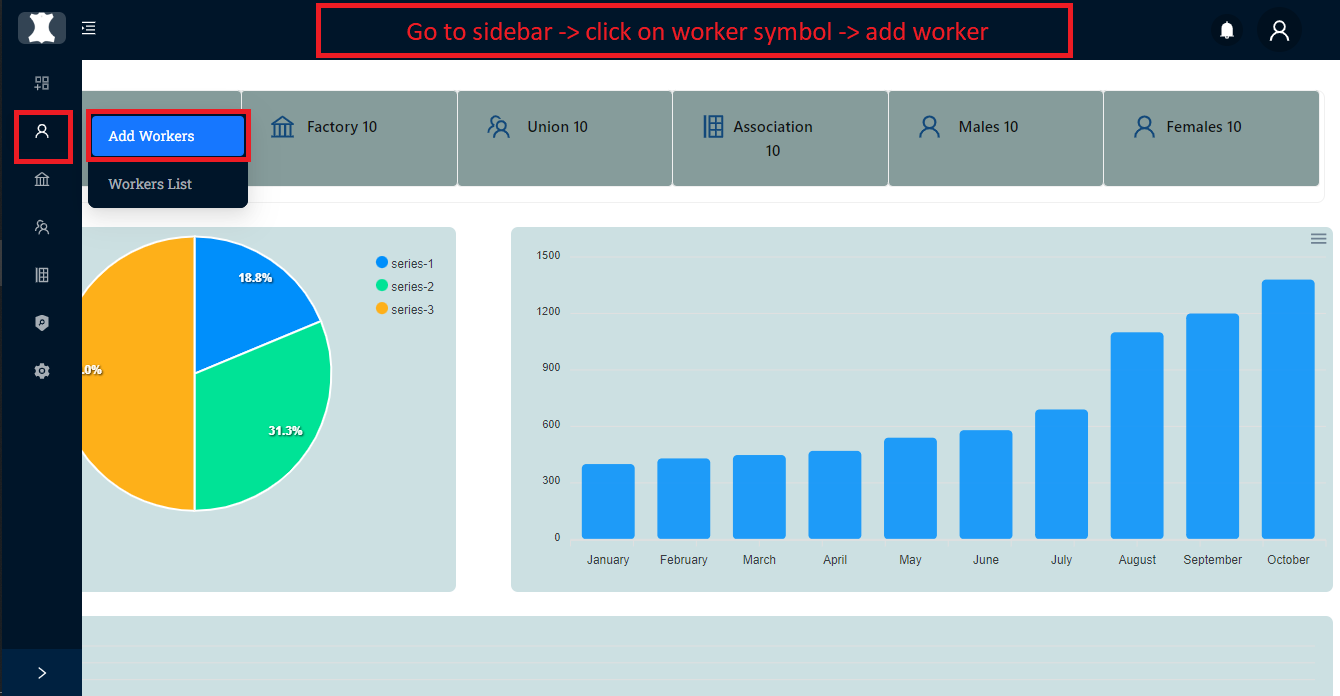 Go to sidebar -> click on worker symbol -> add worker
Add Workers
Workers List
Factory 10
Union 10
Association
10
Males 10
Females 10
18.8%
31.3%
.0%
series-1
series-2
series-3
1500
1200
900
600
300
0
January February March April May June July August September October